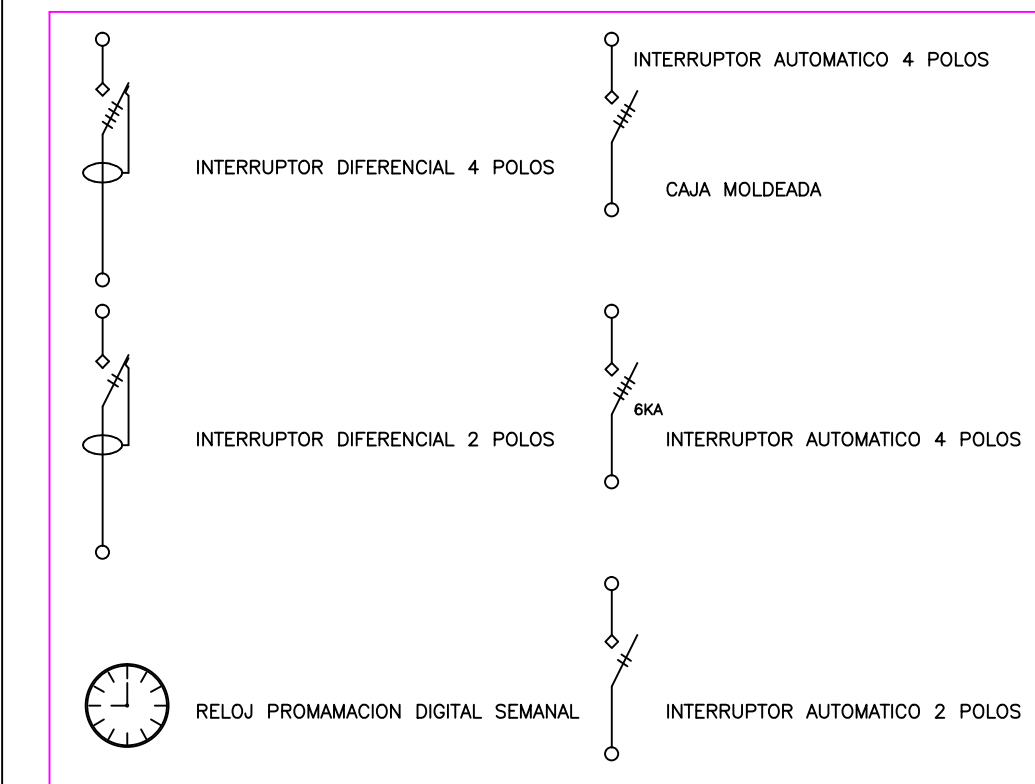 INTERRUPTOR AUTOMATICO 4 POLOS
INTERRUPTOR DIFERENCIAL 4 POLOS
CAJA MOLDEADA
6KA
INTERRUPTOR DIFERENCIAL 2 POLOS
INTERRUPTOR AUTOMATICO 4 POLOS
RELOJ PROMAMACION DIGITAL SEMANAL
INTERRUPTOR AUTOMATICO 2 POLOS